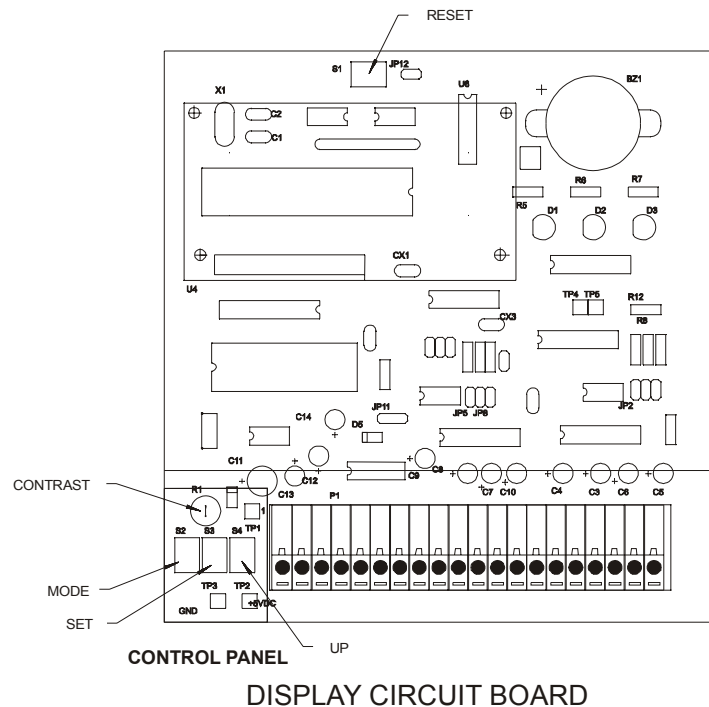 RESET
S1
JP12
U6
BZ1
X1
C2
C1
R5
R6
R7
D1
D2
D3
U4
CX1
CX3
TP4
TP5
R12
R8
C14
D5
JP11
JP5
JP6
JP2
C11
C12
C13
C9
C8
C7
C10
C4
C3
C6
C5
P1
CONTRAST
R1
1
TP1
S2
S3
S4
MODE
SET
TP3
TP2
GND
+5VDC
UP
CONTROL PANEL
DISPLAY CIRCUIT BOARD